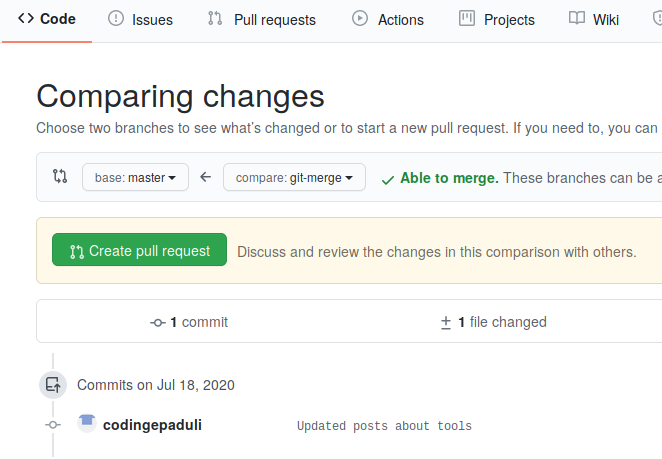 Code Issues Pull requests Actions Projects Wiki
Comparing changes
Choose two branches to see what's changed or to start a new pull request. If you need to, you can
base: master compare: git-merge Able to merge. These branches can be
Create pull request Discuss and review the changes in this comparison with others.
1 commit 1 file changed
Commits on Jul 18, 2020
codingepaduli Updated posts about tools